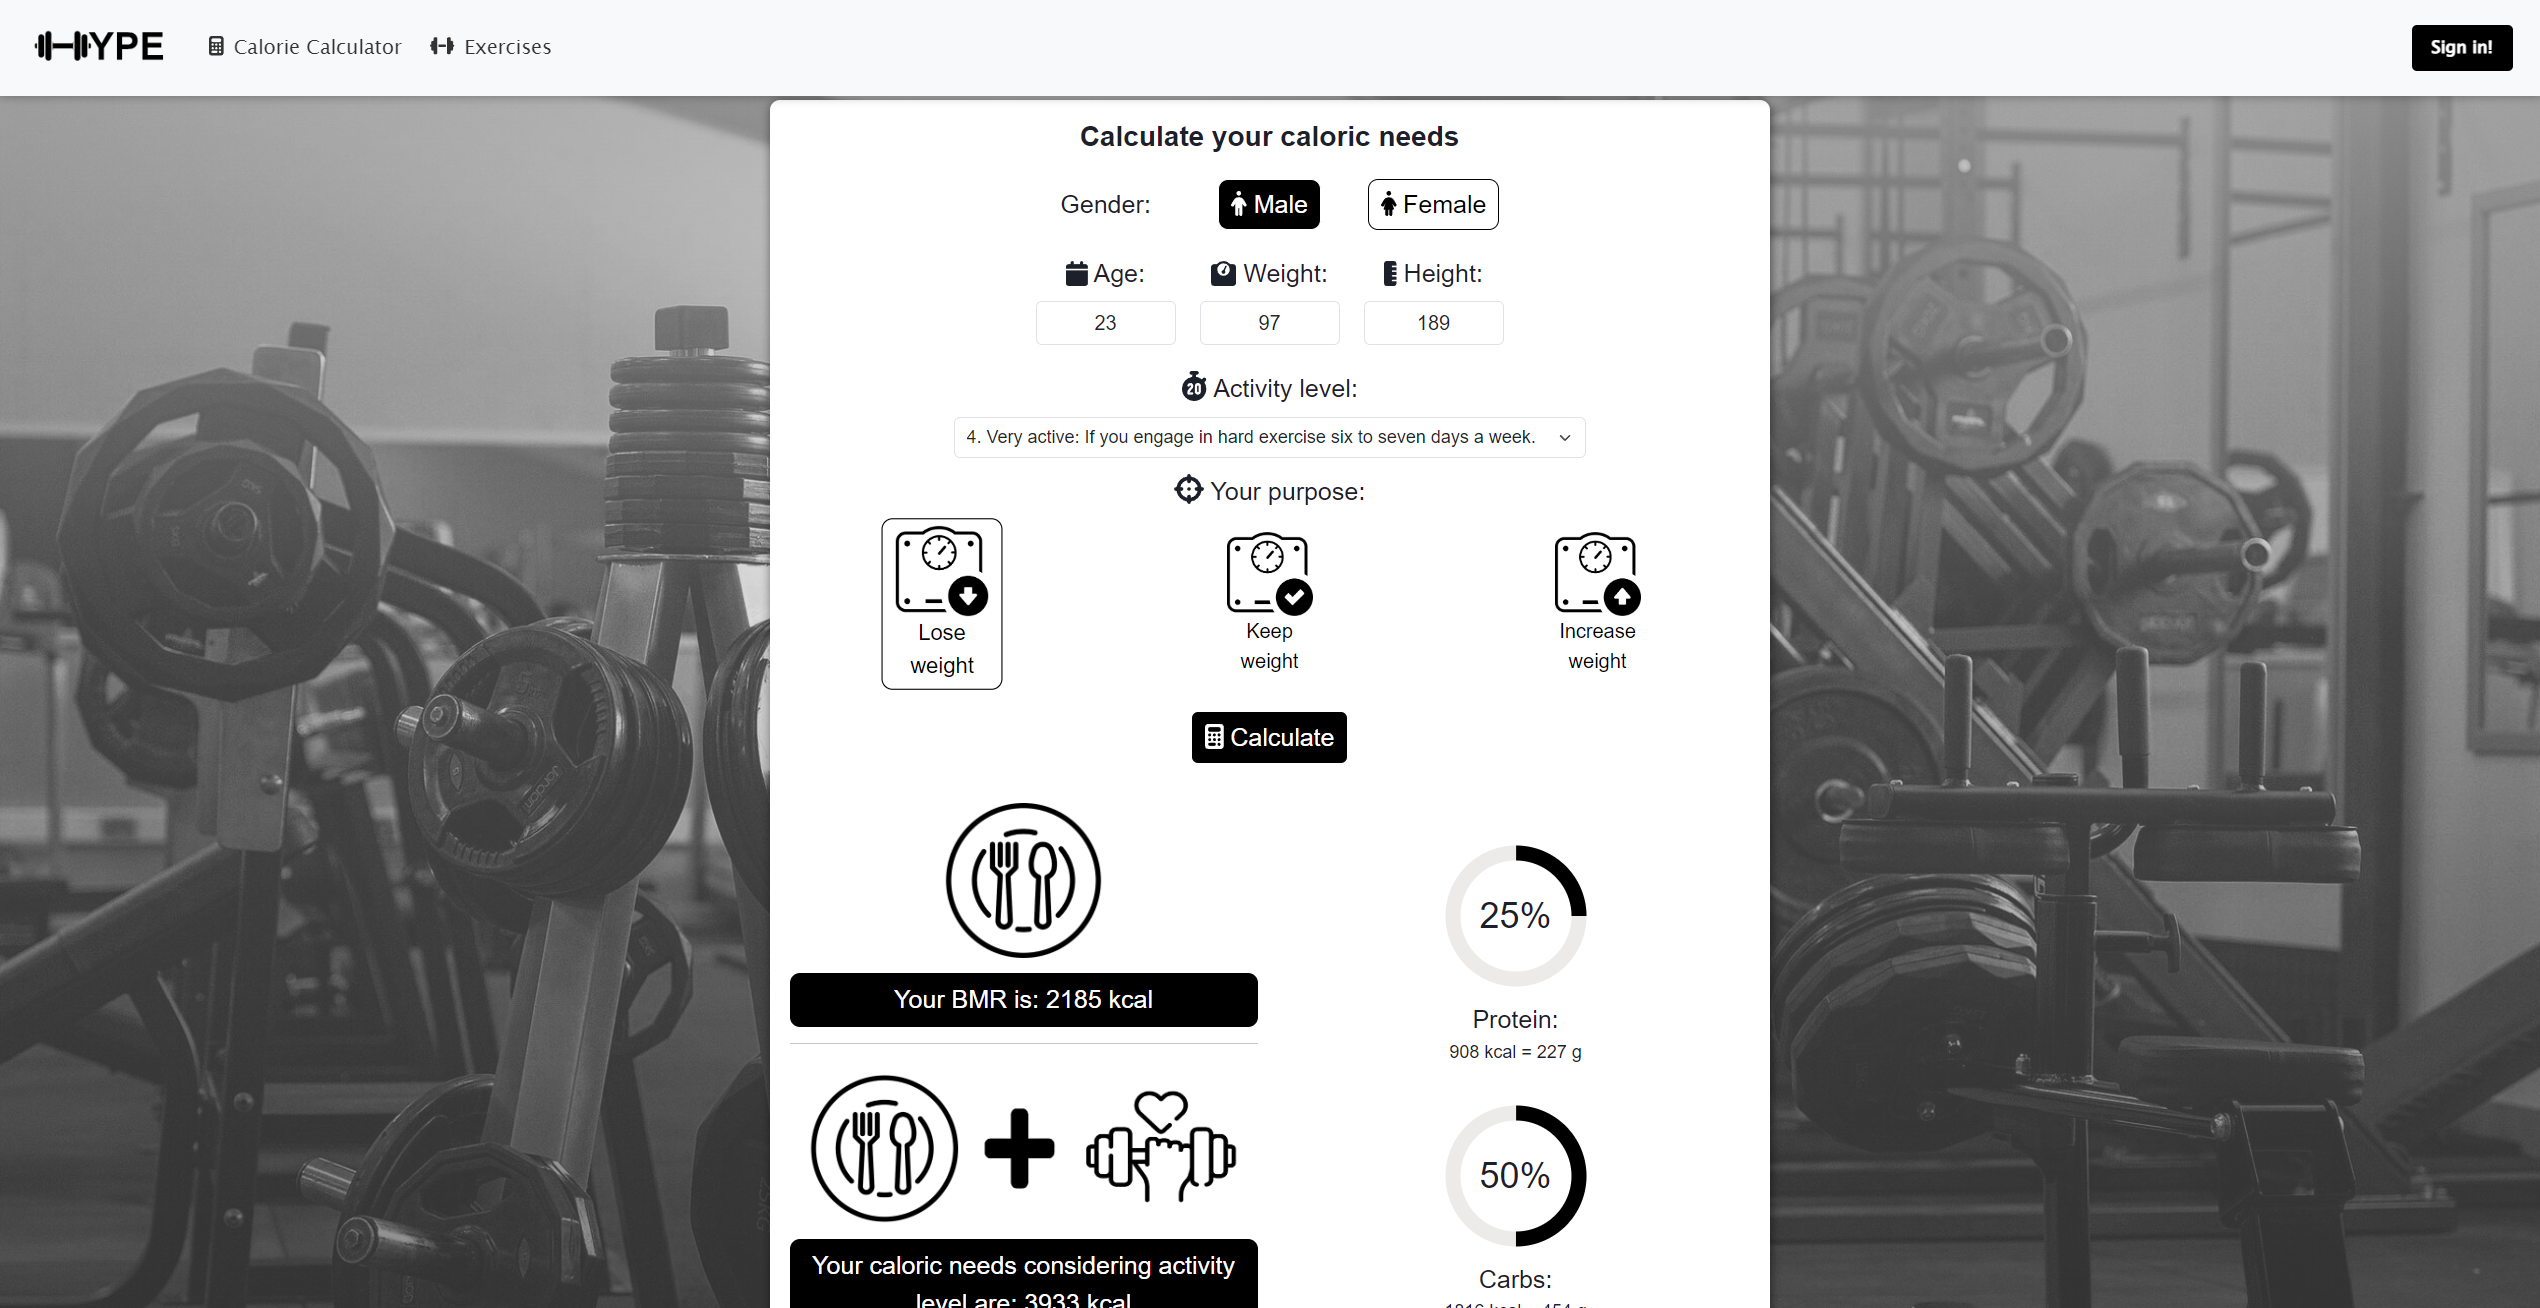 HYPE
Calorie Calculator
Exercises
Sign in!
Calculate your caloric needs
Gender:
Male
Female
Age:
Weight:
Height:
23
97
189
20
Activity level:
4. Very active: If you engage in hard exercise six to seven days a week.
Your purpose:
Lose
weight
Keep
weight
Increase
weight
Calculate
25%
Your BMR is: 2185 kcal
Protein:
908 kcal = 227 g
50%
Your caloric needs considering activity
level are: 3933 kcal
Carbs: